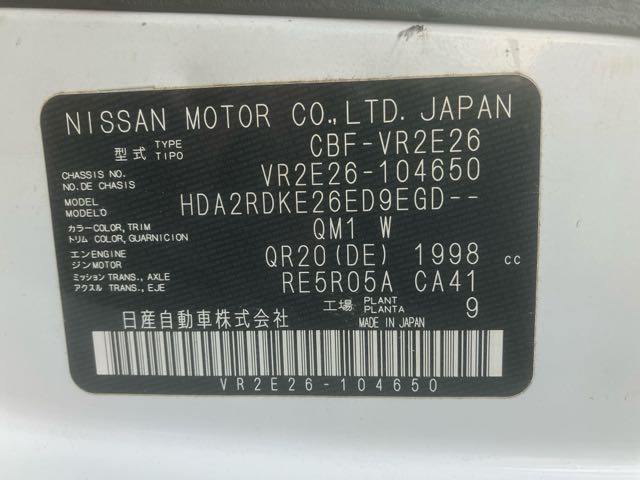 NISSAN MOTOR CO.,LTD. JAPAN
型式 TYPE TIPO CBF-VR2E26
CHASSIS NO. NO.DE CHASIS VR2E26-104650
MODEL MODELO HDA2RDKE26ED9EGD--
カラー COLOR, TRIM トリム COLOR, GUARNICION QM1 W
エンジン ENGINE MOTOR QR20(DE) 1998 cc
ミッション TRANS., AXLE アクスル TRANS., EJE RE5R05A CA41
工場 PLANT PLANTA 9
日産自動車株式会社 MADE IN JAPAN
VR2E26-104650